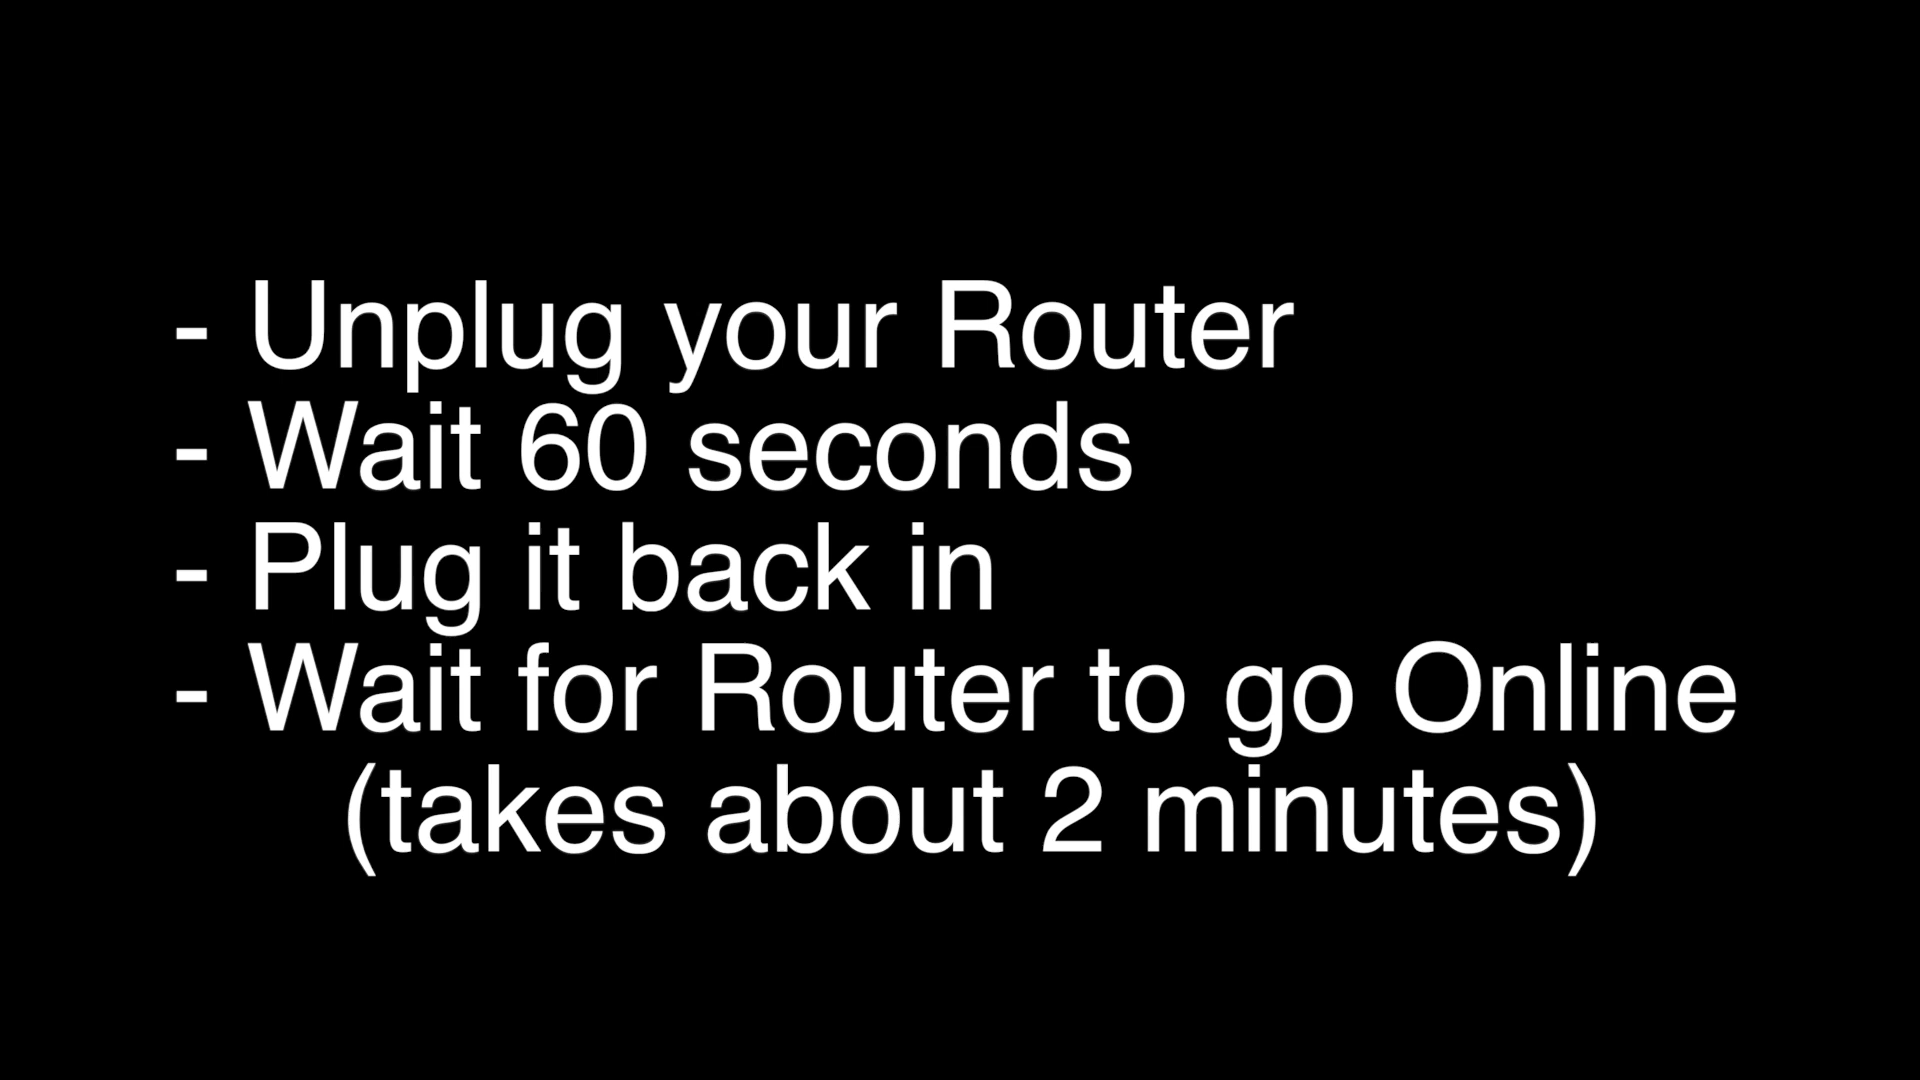 - Unplug your Router
- Wait 60 seconds
- Plug it back in
- Wait for Router to go Online
(takes about 2 minutes)